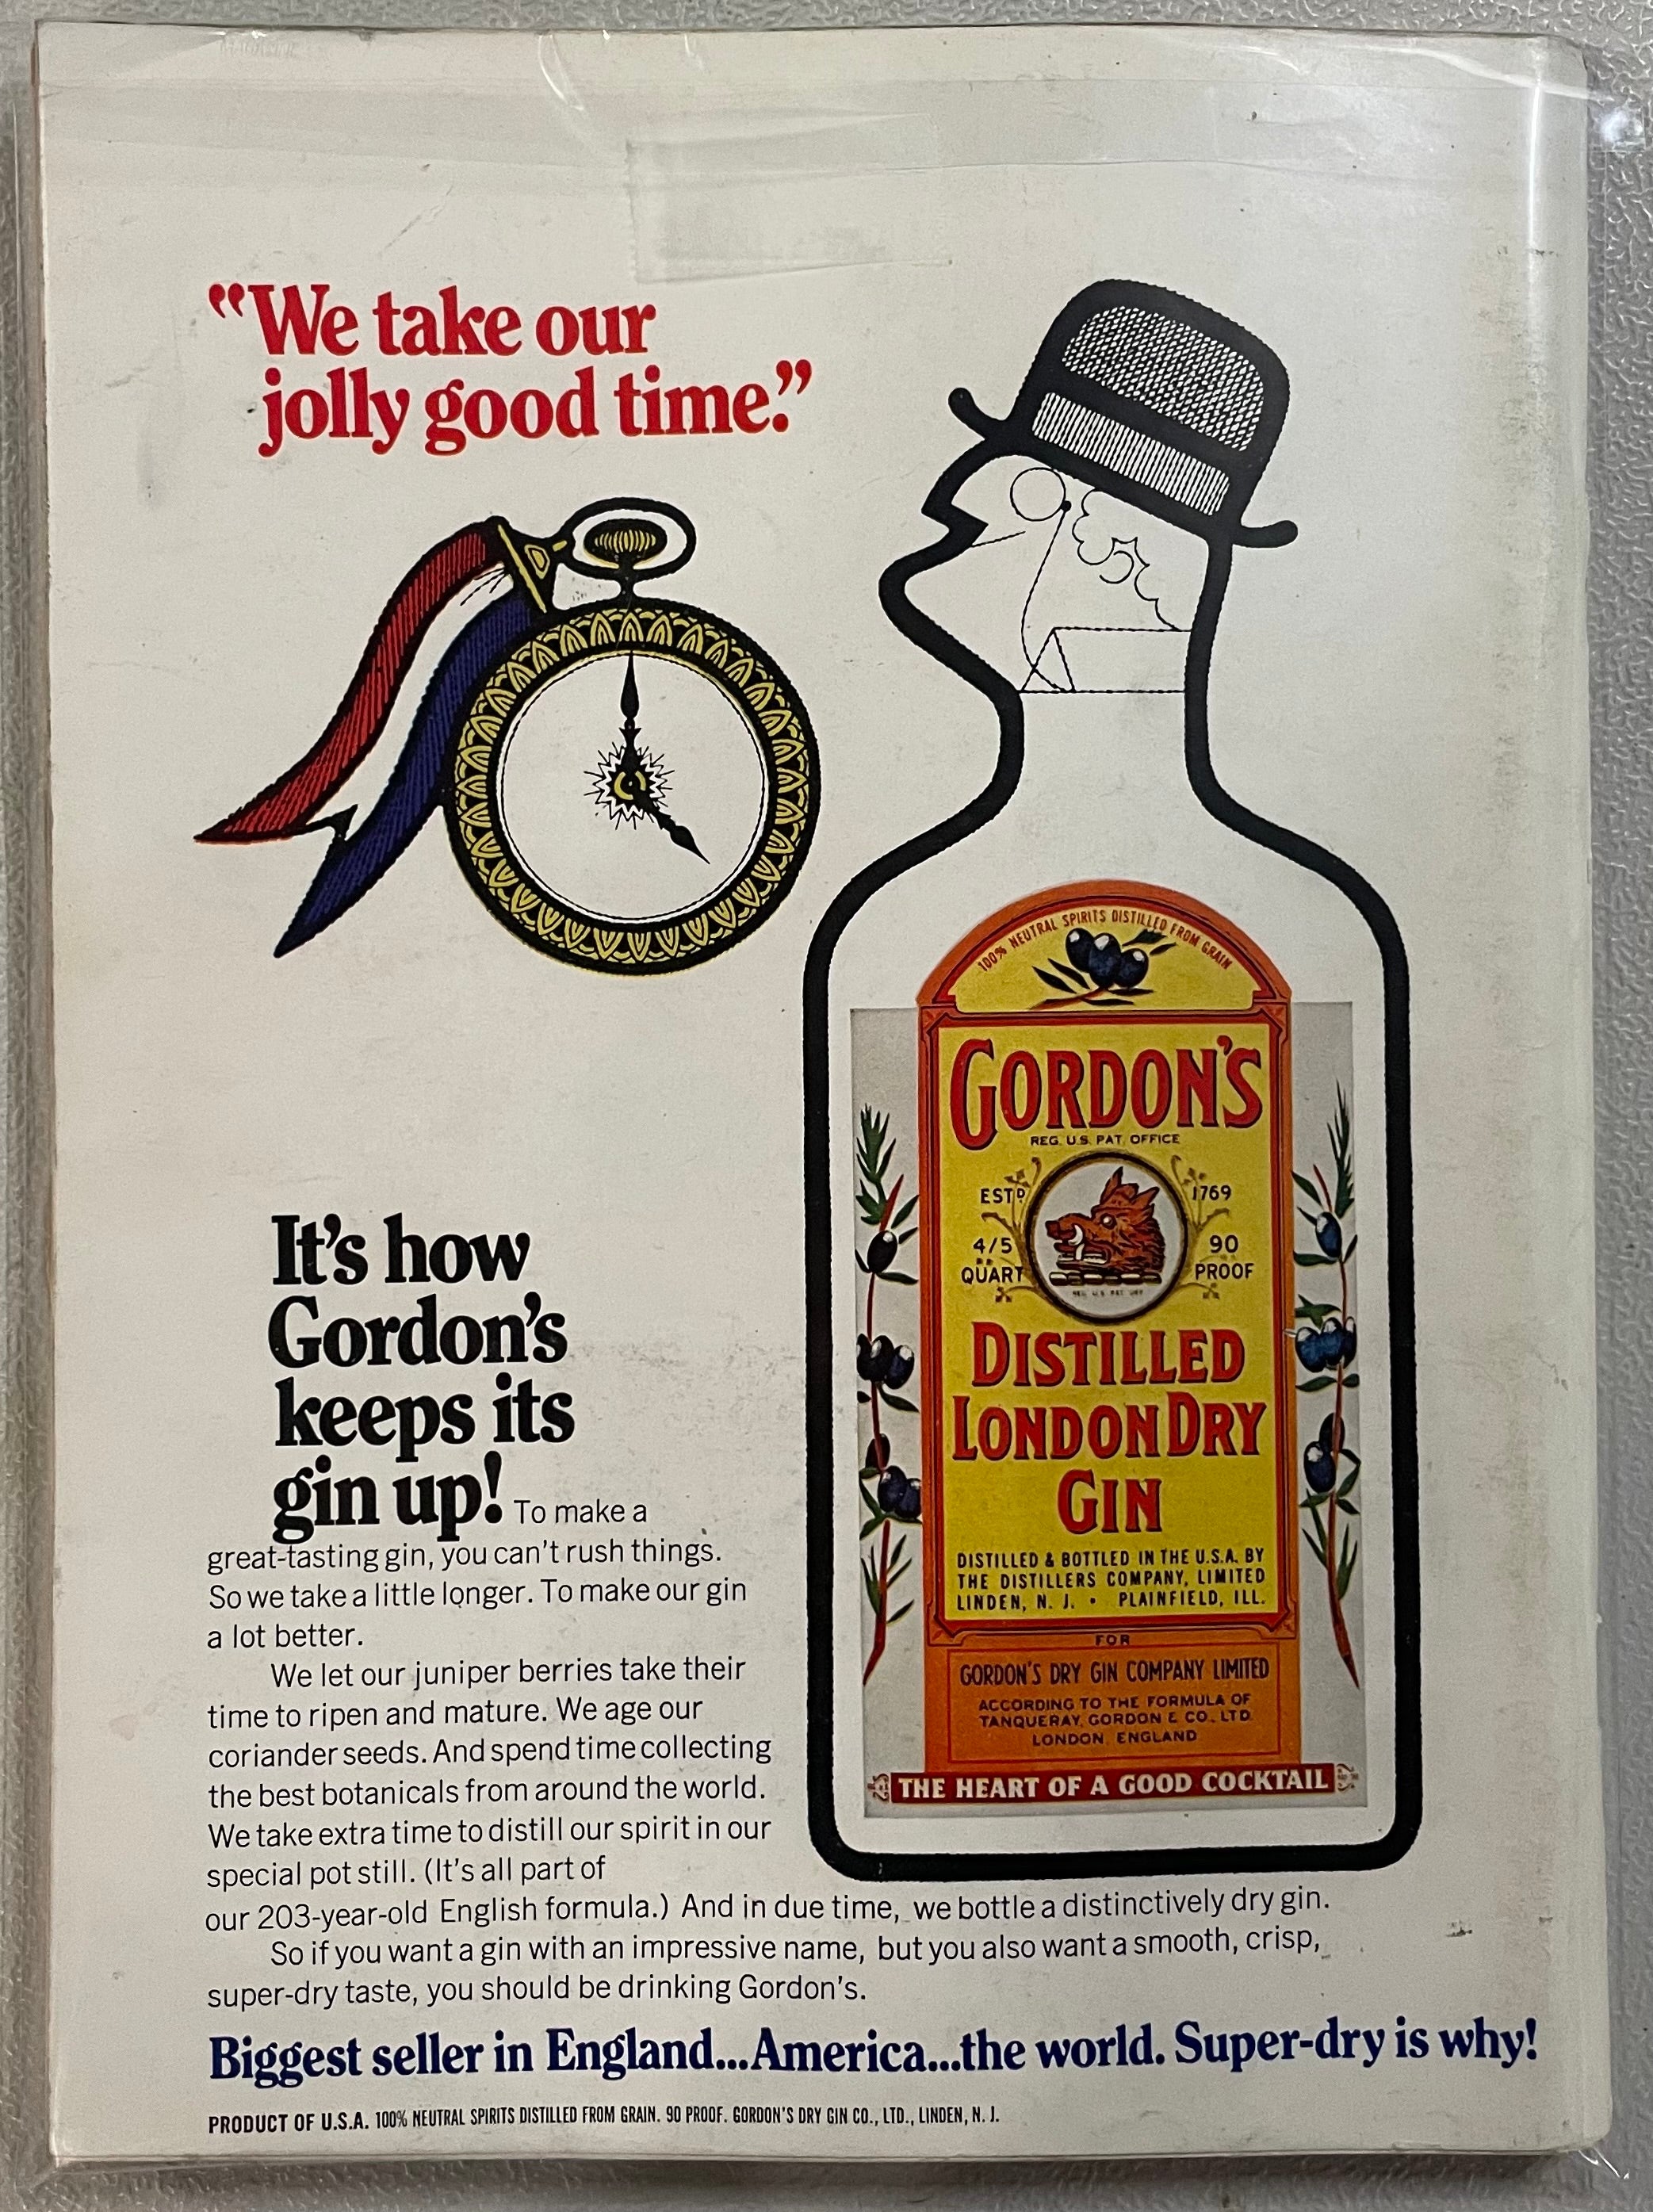 “We take our
jolly good time.”
It’s how
Gordon’s
keeps its
gin up! To make a
great-tasting gin, you can’t rush things.
So we take a little longer. To make our gin
a lot better.
We let our juniper berries take their
time to ripen and mature. We age our
coriander seeds. And spend time collecting
the best botanicals from around the world.
We take extra time to distill our spirit in our
special pot still. (It’s all part of
our 203-year-old English formula.) And in due time, we bottle a distinctively dry gin.
So if you want a gin with an impressive name, but you also want a smooth, crisp,
super-dry taste, you should be drinking Gordon’s.
100% NEUTRAL SPIRITS DISTILLED FROM GRAIN
GORDON’S
REG. U.S. PAT. OFFICE
ESTD 1769
4/5 QUART 90 PROOF
REG. U.S. PAT. OFF.
DISTILLED
LONDON DRY
GIN
DISTILLED & BOTTLED IN THE U.S.A. BY
THE DISTILLERS COMPANY, LIMITED
LINDEN, N. J. • PLAINFIELD, ILL.
FOR
GORDON’S DRY GIN COMPANY LIMITED
ACCORDING TO THE FORMULA OF
TANQUERAY, GORDON & CO., LTD.
LONDON, ENGLAND
THE HEART OF A GOOD COCKTAIL
Biggest seller in England...America...the world. Super-dry is why!
PRODUCT OF U.S.A. 100% NEUTRAL SPIRITS DISTILLED FROM GRAIN. 90 PROOF. GORDON’S DRY GIN CO., LTD., LINDEN, N. J.